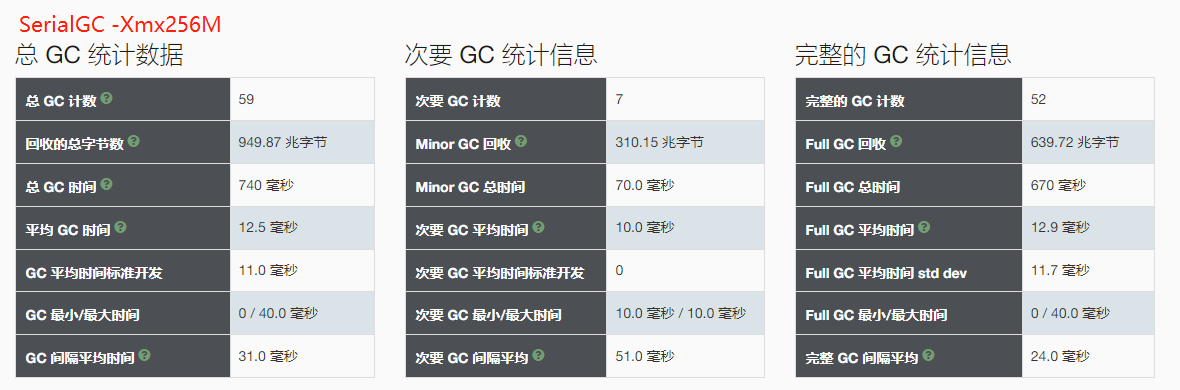 SerialGC -Xmx256M
总 GC 统计数据
总 GC 计数 59
回收的总字节数 949.87 兆字节
总 GC 时间 740 毫秒
平均 GC 时间 12.5 毫秒
GC 平均时间标准开发 11.0 毫秒
GC 最小/最大时间 0 / 40.0 毫秒
GC 间隔平均时间 31.0 毫秒
次要 GC 统计信息
次要 GC 计数 7
Minor GC 回收 310.15 兆字节
Minor GC 总时间 70.0 毫秒
次要 GC 平均时间 10.0 毫秒
次要 GC 平均时间标准开发 0
次要 GC 最小/最大时间 10.0 毫秒 / 10.0 毫秒
次要 GC 间隔平均 51.0 毫秒
完整的 GC 统计信息
完整的 GC 计数 52
Full GC 回收 639.72 兆字节
Full GC 总时间 670 毫秒
Full GC 平均时间 12.9 毫秒
Full GC 平均时间 std dev 11.7 毫秒
Full GC 最小/最大时间 0 / 40.0 毫秒
完整 GC 间隔平均 24.0 毫秒